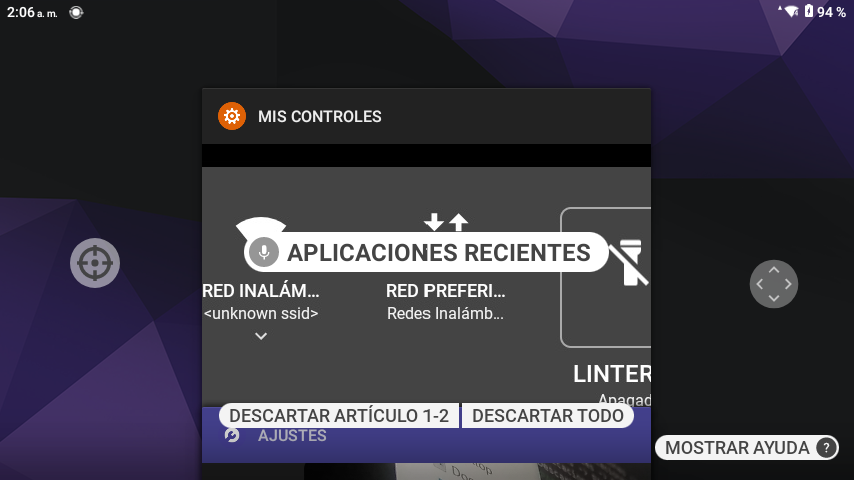 2:06 a. m.
94 %
MIS CONTROLES
APLICACIONES RECIENTES
RED INALÁM... RED PREFERI...
<unknown ssid> Redes Inalámb...
LINTER
Apagad
DESCARTAR ARTÍCULO 1-2 DESCARTAR TODO
AJUSTES
MOSTRAR AYUDA ?